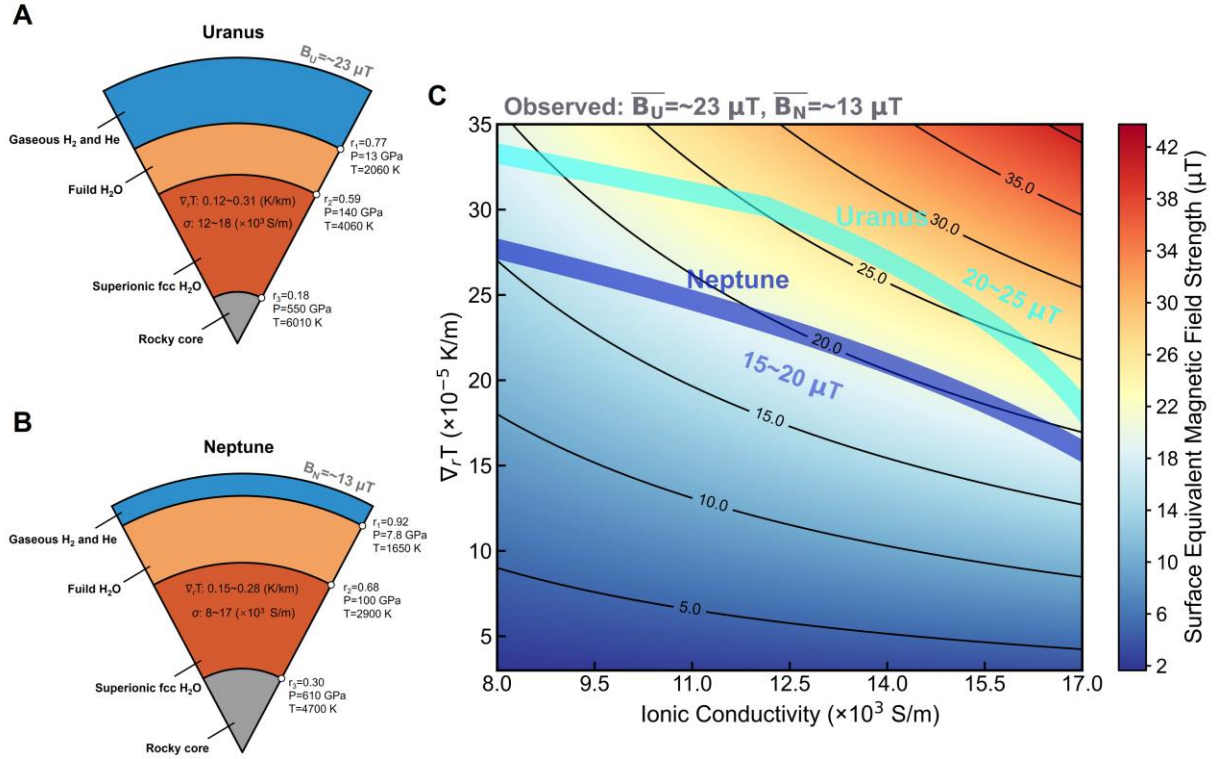 A
Uranus
B_U=~23 μT
Gaseous H₂ and He
Fuild H₂O
Superionic fcc H₂O
Rocky core
∇ᵣT: 0.12~0.31 (K/km)
σ: 12~18 (×10³ S/m)
r₁=0.77
P=13 GPa
T=2060 K
r₂=0.59
P=140 GPa
T=4060 K
r₃=0.18
P=550 GPa
T=6010 K
B
Neptune
B_N=~13 μT
Gaseous H₂ and He
Fuild H₂O
Superionic fcc H₂O
Rocky core
∇ᵣT: 0.15~0.28 (K/km)
σ: 8~17 (×10³ S/m)
r₁=0.92
P=7.8 GPa
T=1650 K
r₂=0.68
P=100 GPa
T=2900 K
r₃=0.30
P=610 GPa
T=4700 K
C
Observed: B̅_U=~23 μT, B̅_N=~13 μT
35
30
25
20
15
10
5
∇ᵣT (×10⁻⁵ K/m)
8.0 9.5 11.0 12.5 14.0 15.5 17.0
Ionic Conductivity (×10³ S/m)
Uranus
20~25 μT
Neptune
15~20 μT
35.0
30.0
25.0
20.0
15.0
10.0
5.0
42
38
34
30
26
22
18
14
10
6
2
Surface Equivalent Magnetic Field Strength (μT)